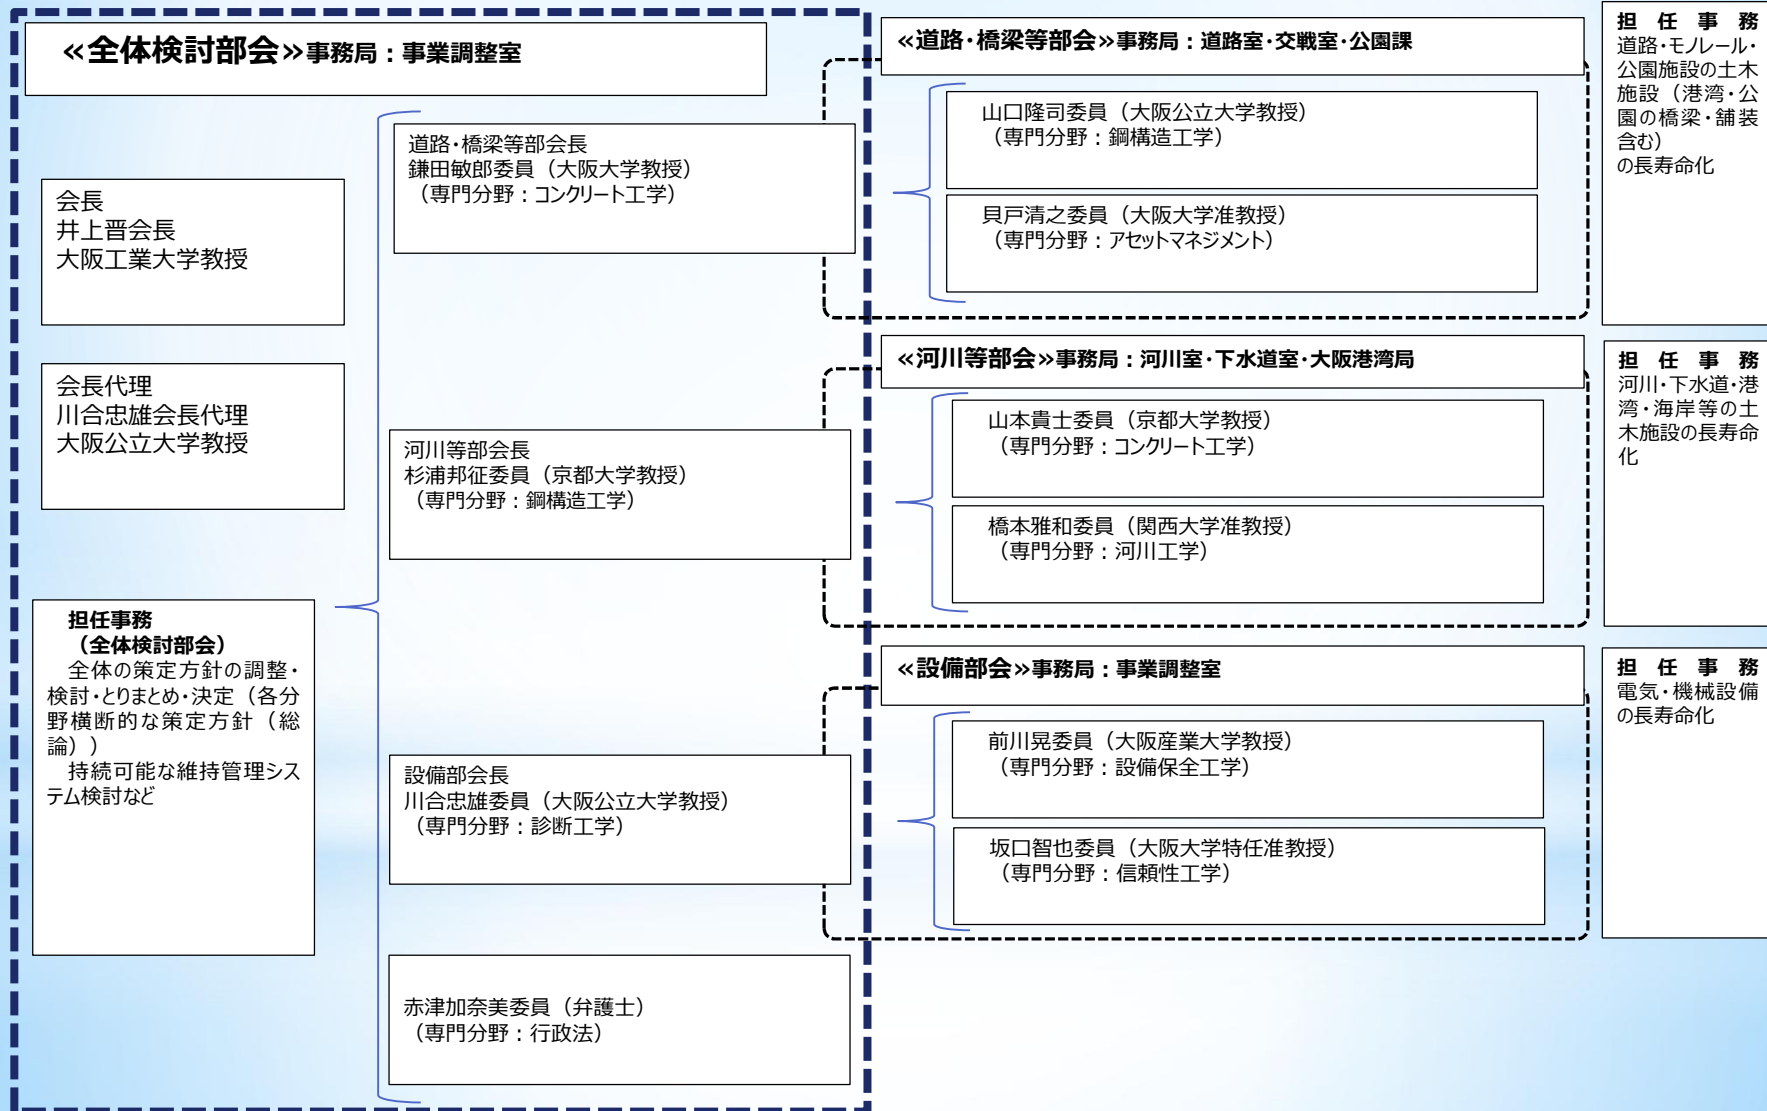 ≪全体検討部会≫事務局：事業調整室
会長
井上晋会長
大阪工業大学教授
会長代理
川合忠雄会長代理
大阪公立大学教授
担任事務
（全体検討部会）
全体の策定方針の調整・
検討・とりまとめ・決定（各分
野横断的な策定方針（総
論））
持続可能な維持管理シス
テム検討など
道路・橋梁等部会長
鎌田敏郎委員（大阪大学教授）
（専門分野：コンクリート工学）
河川等部会長
杉浦邦征委員（京都大学教授）
（専門分野：鋼構造工学）
設備部会長
川合忠雄委員（大阪公立大学教授）
（専門分野：診断工学）
赤津加奈美委員（弁護士）
（専門分野：行政法）
≪道路・橋梁等部会≫事務局：道路室・交戦室・公園課
山口隆司委員（大阪公立大学教授）
（専門分野：鋼構造工学）
貝戸清之委員（大阪大学准教授）
（専門分野：アセットマネジメント）
担任事務
道路・モノレール・
公園施設の土木
施設（港湾・公
園の橋梁・舗装
含む）
の長寿命化
≪河川等部会≫事務局：河川室・下水道室・大阪港湾局
山本貴士委員（京都大学教授）
（専門分野：コンクリート工学）
橋本雅和委員（関西大学准教授）
（専門分野：河川工学）
担任事務
河川・下水道・港
湾・海岸等の土
木施設の長寿命
化
≪設備部会≫事務局：事業調整室
前川晃委員（大阪産業大学教授）
（専門分野：設備保全工学）
坂口智也委員（大阪大学特任准教授）
（専門分野：信頼性工学）
担任事務
電気・機械設備
の長寿命化